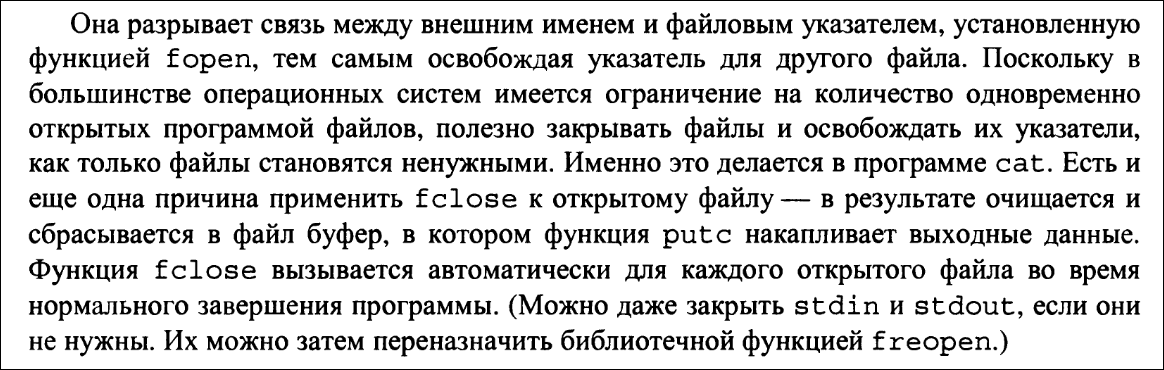 Она разрывает связь между внешним именем и файловым указателем, установленную
функцией fopen, тем самым освобождая указатель для другого файла. Поскольку в
большинстве операционных систем имеется ограничение на количество одновременно
открытых программой файлов, полезно закрывать файлы и освобождать их указатели,
как только файлы становятся ненужными. Именно это делается в программе cat. Есть и
еще одна причина применить fclose к открытому файлу — в результате очищается и
сбрасывается в файл буфер, в котором функция putc накапливает выходные данные.
Функция fclose вызывается автоматически для каждого открытого файла во время
нормального завершения программы. (Можно даже закрыть stdin и stdout, если они
не нужны. Их можно затем переназначить библиотечной функцией freopen.)